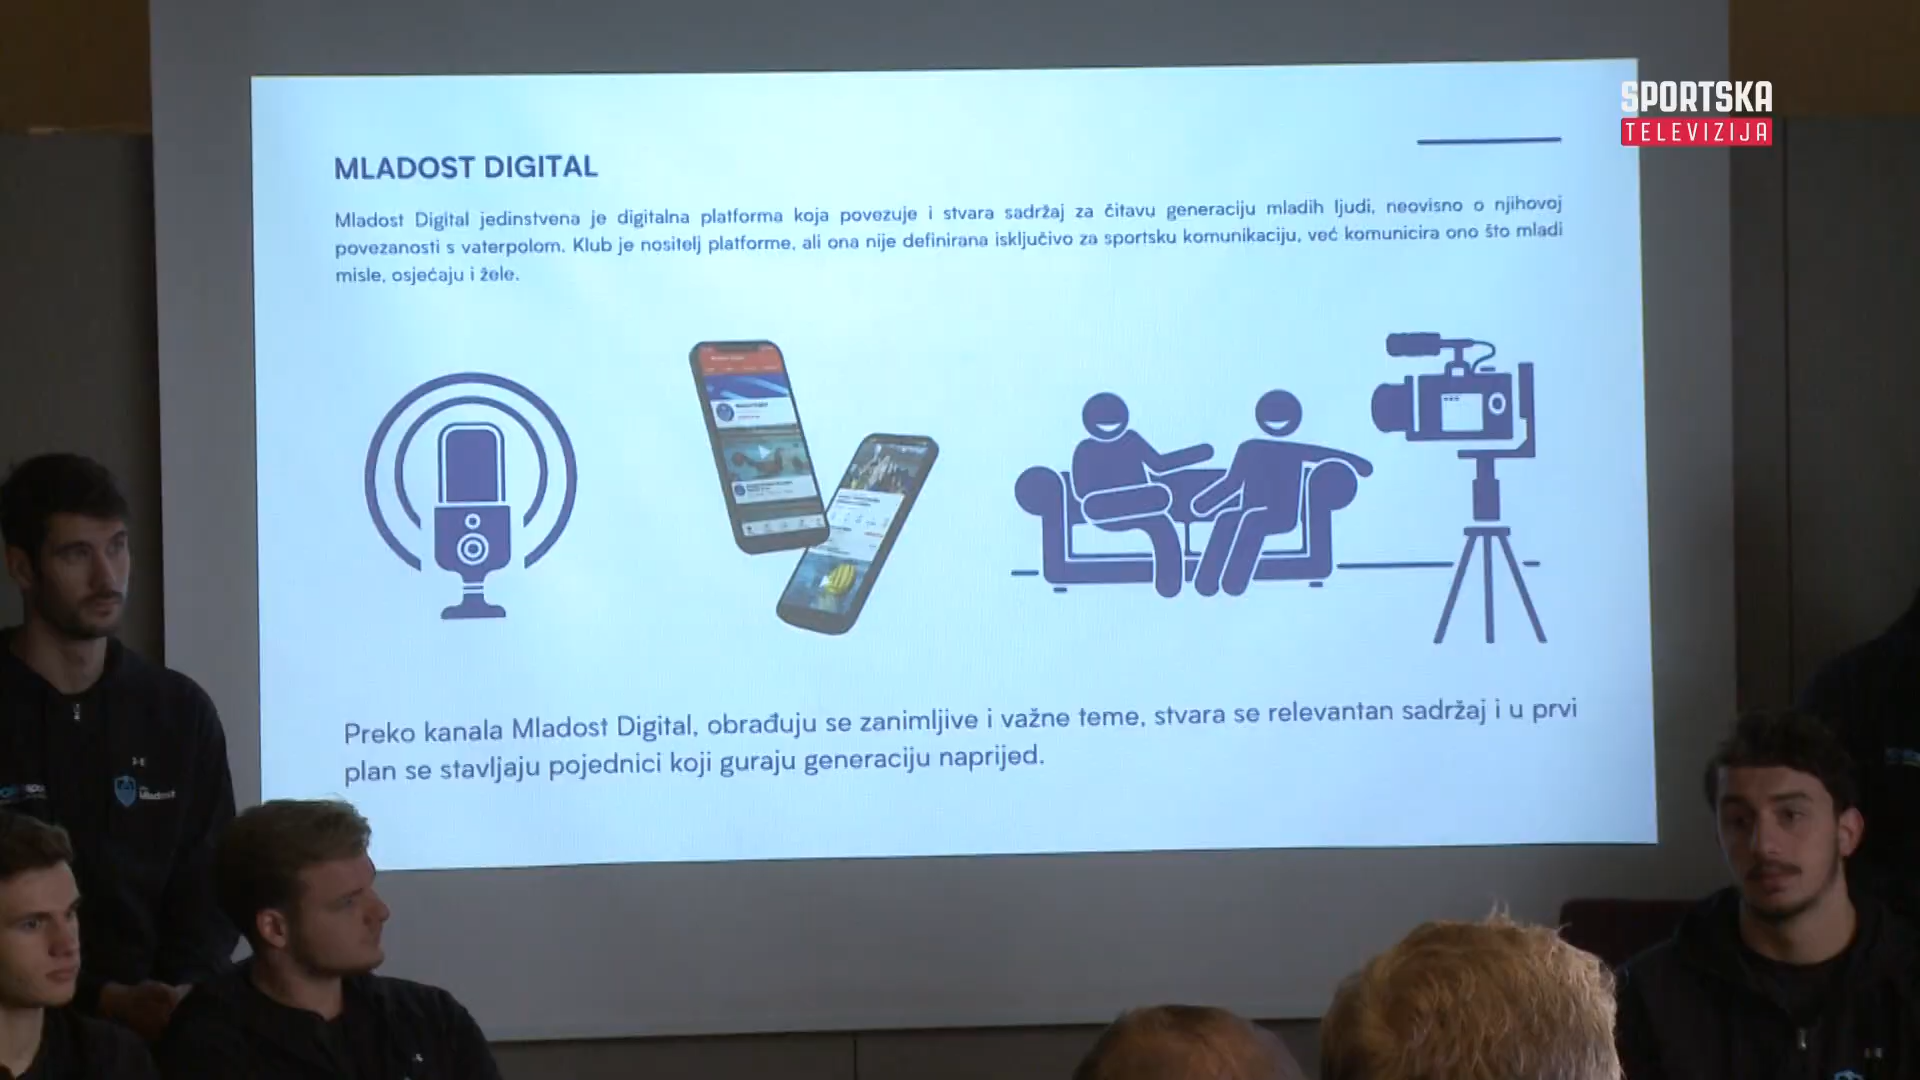 SPORTSKA
TELEVIZIJA
MLADOST DIGITAL
Mladost Digital jedinstvena je digitalna platforma koja povezuje i stvara sadržaj za čitavu generaciju mladih ljudi, neovisno o njihovoj
povezanosti s vaterpolom. Klub je nositelj platforme, ali ona nije definirana isključivo za sportsku komunikaciju, već komunicira ono što mladi
misle, osjećaju i žele.
Preko kanala Mladost Digital, obrađuju se zanimljive i važne teme, stvara se relevantan sadržaj i u prvi
plan se stavljaju pojednici koji guraju generaciju naprijed.
Mladost